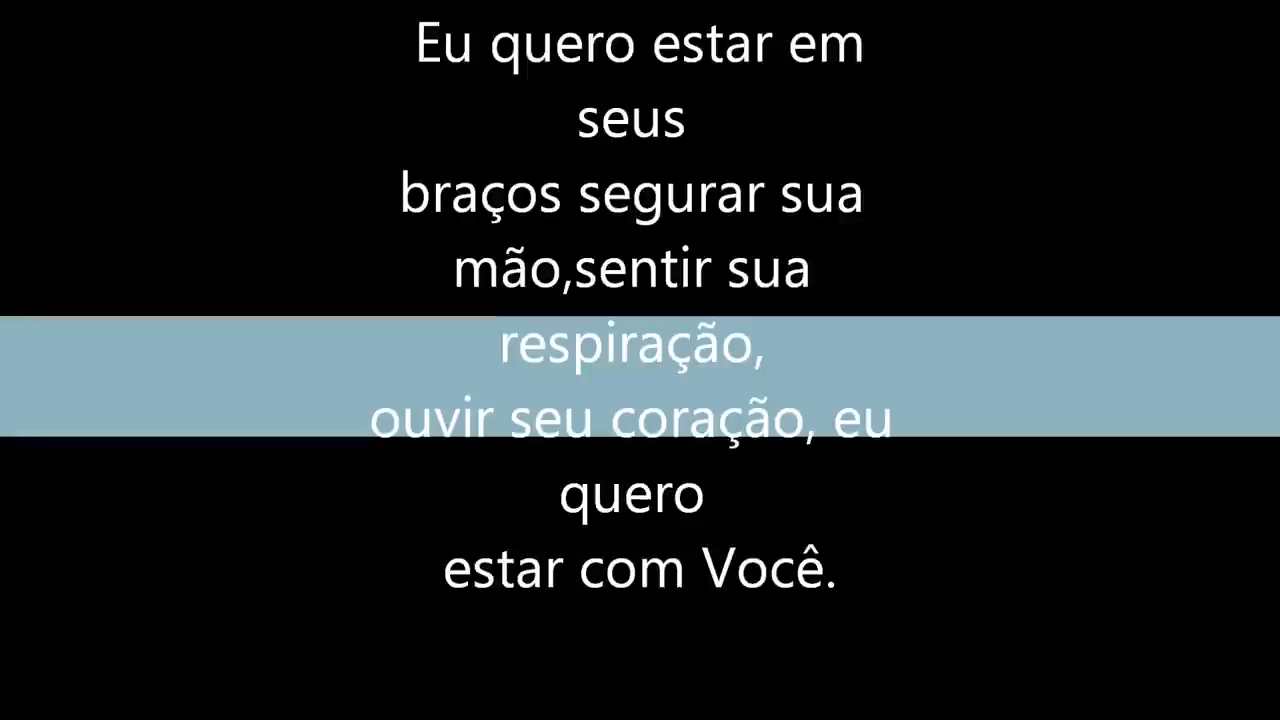 Eu quero estar em
seus
braços segurar sua
mão,sentir sua
respiração,
ouvir seu coração, eu
quero
estar com Você.